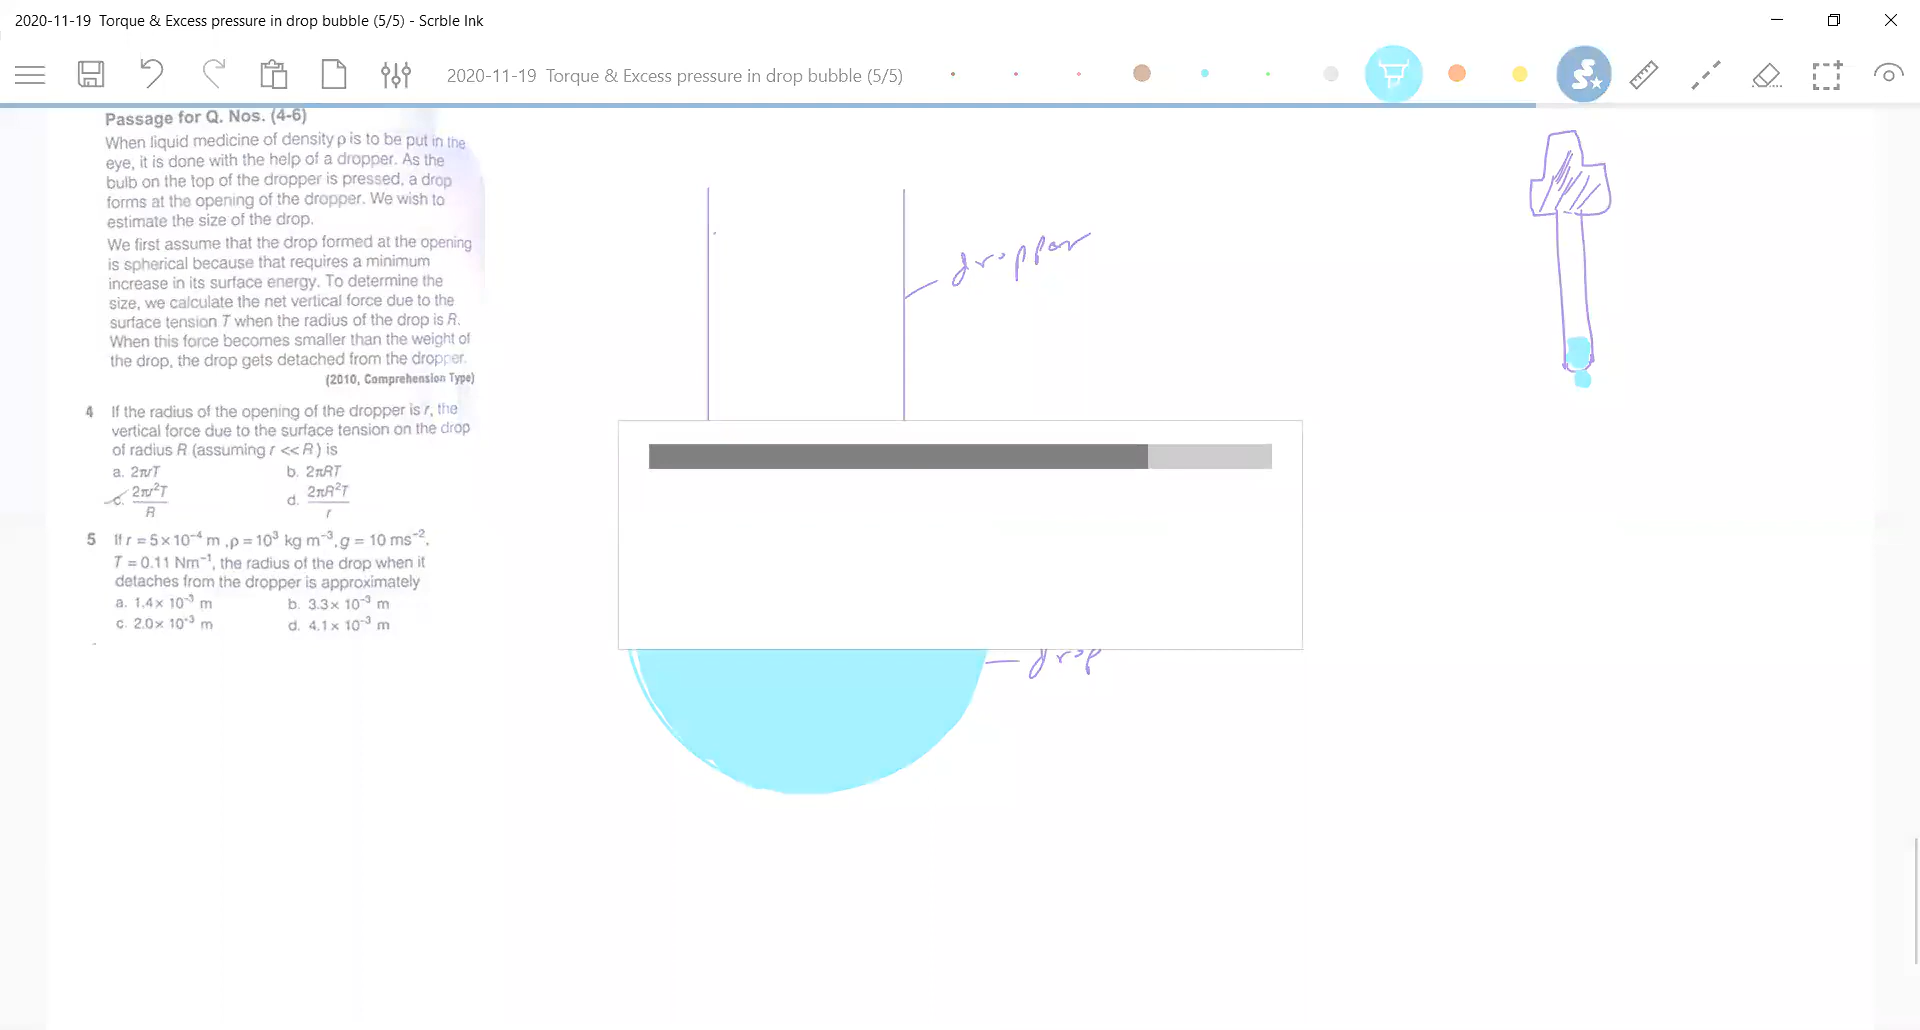 2020-11-19 Torque & Excess pressure in drop bubble (5/5) - Scrble Ink
2020-11-19 Torque & Excess pressure in drop bubble (5/5)
Passage for Q. Nos. (4-6)
When liquid medicine of density ρ is to be put in the
eye, it is done with the help of a dropper. As the
bulb on the top of the dropper is pressed, a drop
forms at the opening of the dropper. We wish to
estimate the size of the drop.
We first assume that the drop formed at the opening
is spherical because that requires a minimum
increase in its surface energy. To determine the
size, we calculate the net vertical force due to the
surface tension T when the radius of the drop is R.
When this force becomes smaller than the weight of
the drop, the drop gets detached from the dropper.
(2010, Comprehension Type)
4 If the radius of the opening of the dropper is r, the
vertical force due to the surface tension on the drop
of radius R (assuming r << R) is
a. 2πrT b. 2πRT
c. 2πr²T/R d. 2πR²T/r
5 If r = 5×10⁻⁴ m, ρ = 10³ kg m⁻³, g = 10 ms⁻²,
T = 0.11 Nm⁻¹, the radius of the drop when it
detaches from the dropper is approximately
a. 1.4× 10⁻³ m b. 3.3× 10⁻³ m
c. 2.0× 10⁻³ m d. 4.1× 10⁻³ m
dropper
drop